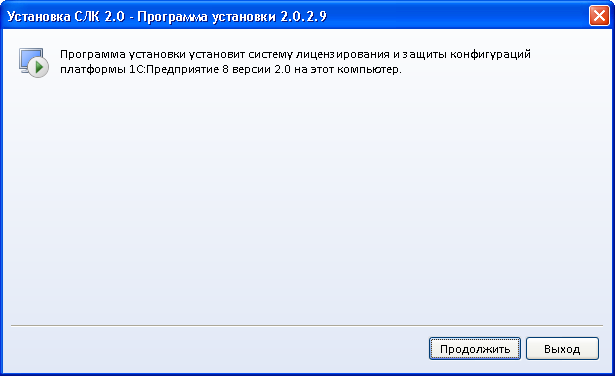 Установка СЛК 2.0 - Программа установки 2.0.2.9
Программа установки установит систему лицензирования и защиты конфигураций
платформы 1С:Предприятие 8 версии 2.0 на этот компьютер.
Продолжить
Выход